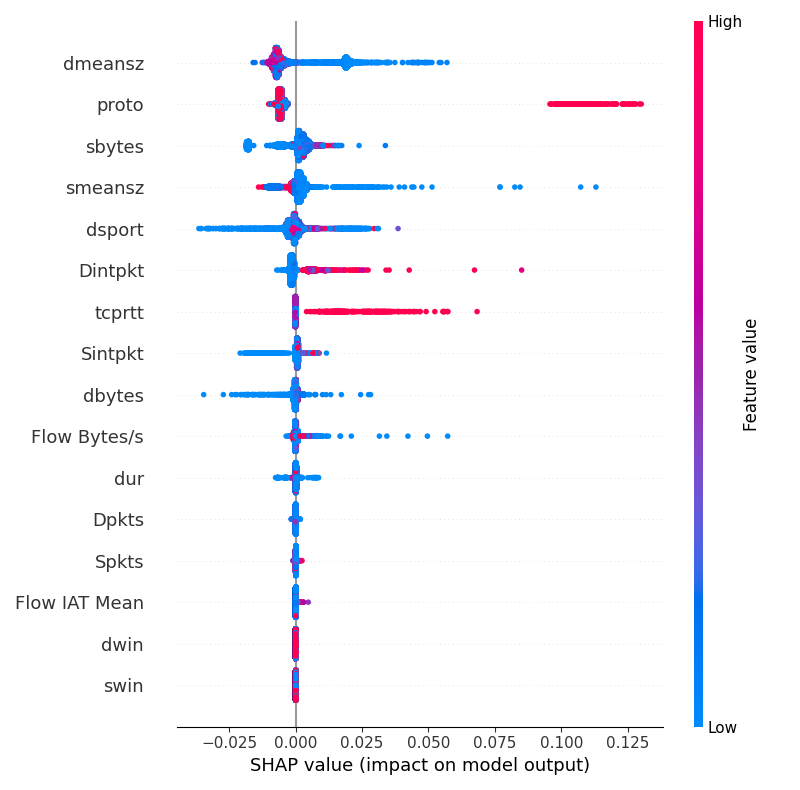 High
dmeansz
proto
sbytes
smeansz
dsport
Dintpkt
tcprtt
Sintpkt
dbytes
Flow Bytes/s
dur
Dpkts
Spkts
Flow IAT Mean
dwin
swin
Feature value
Low
−0.025 0.000 0.025 0.050 0.075 0.100 0.125
SHAP value (impact on model output)